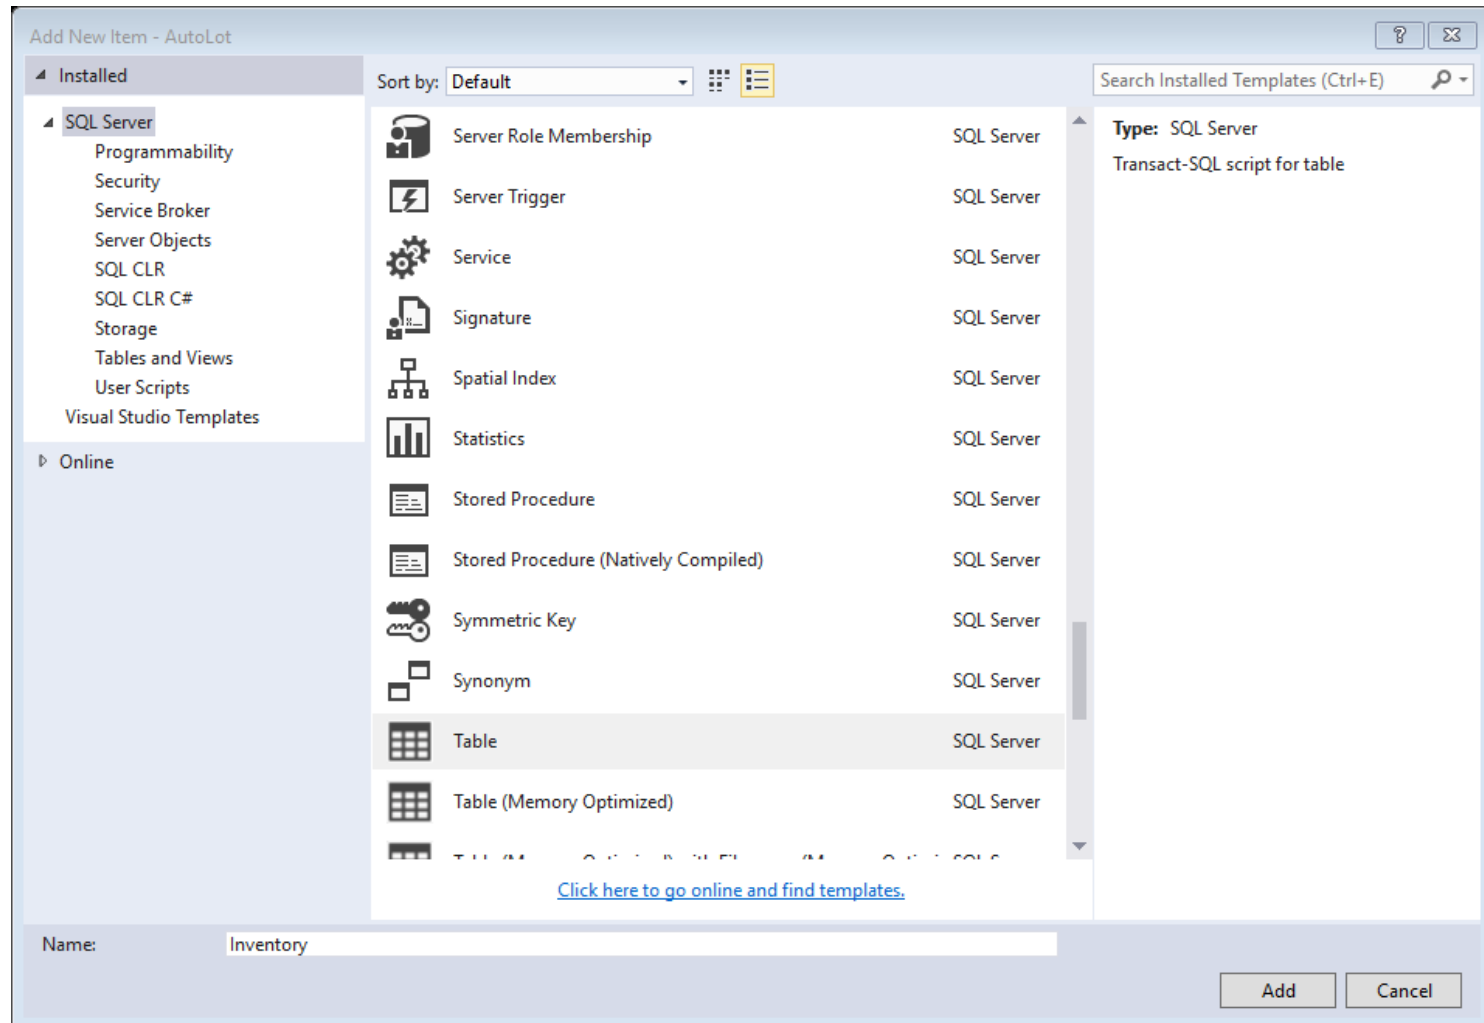 Add New Item - AutoLot
Installed
SQL Server
Programmability
Security
Service Broker
Server Objects
SQL CLR
SQL CLR C#
Storage
Tables and Views
User Scripts
Visual Studio Templates
Online
Sort by: Default
Server Role Membership SQL Server
Server Trigger SQL Server
Service SQL Server
Signature SQL Server
Spatial Index SQL Server
Statistics SQL Server
Stored Procedure SQL Server
Stored Procedure (Natively Compiled) SQL Server
Symmetric Key SQL Server
Synonym SQL Server
Table SQL Server
Table (Memory Optimized) SQL Server
Click here to go online and find templates.
Search Installed Templates (Ctrl+E)
Type: SQL Server
Transact-SQL script for table
Name: Inventory
Add Cancel